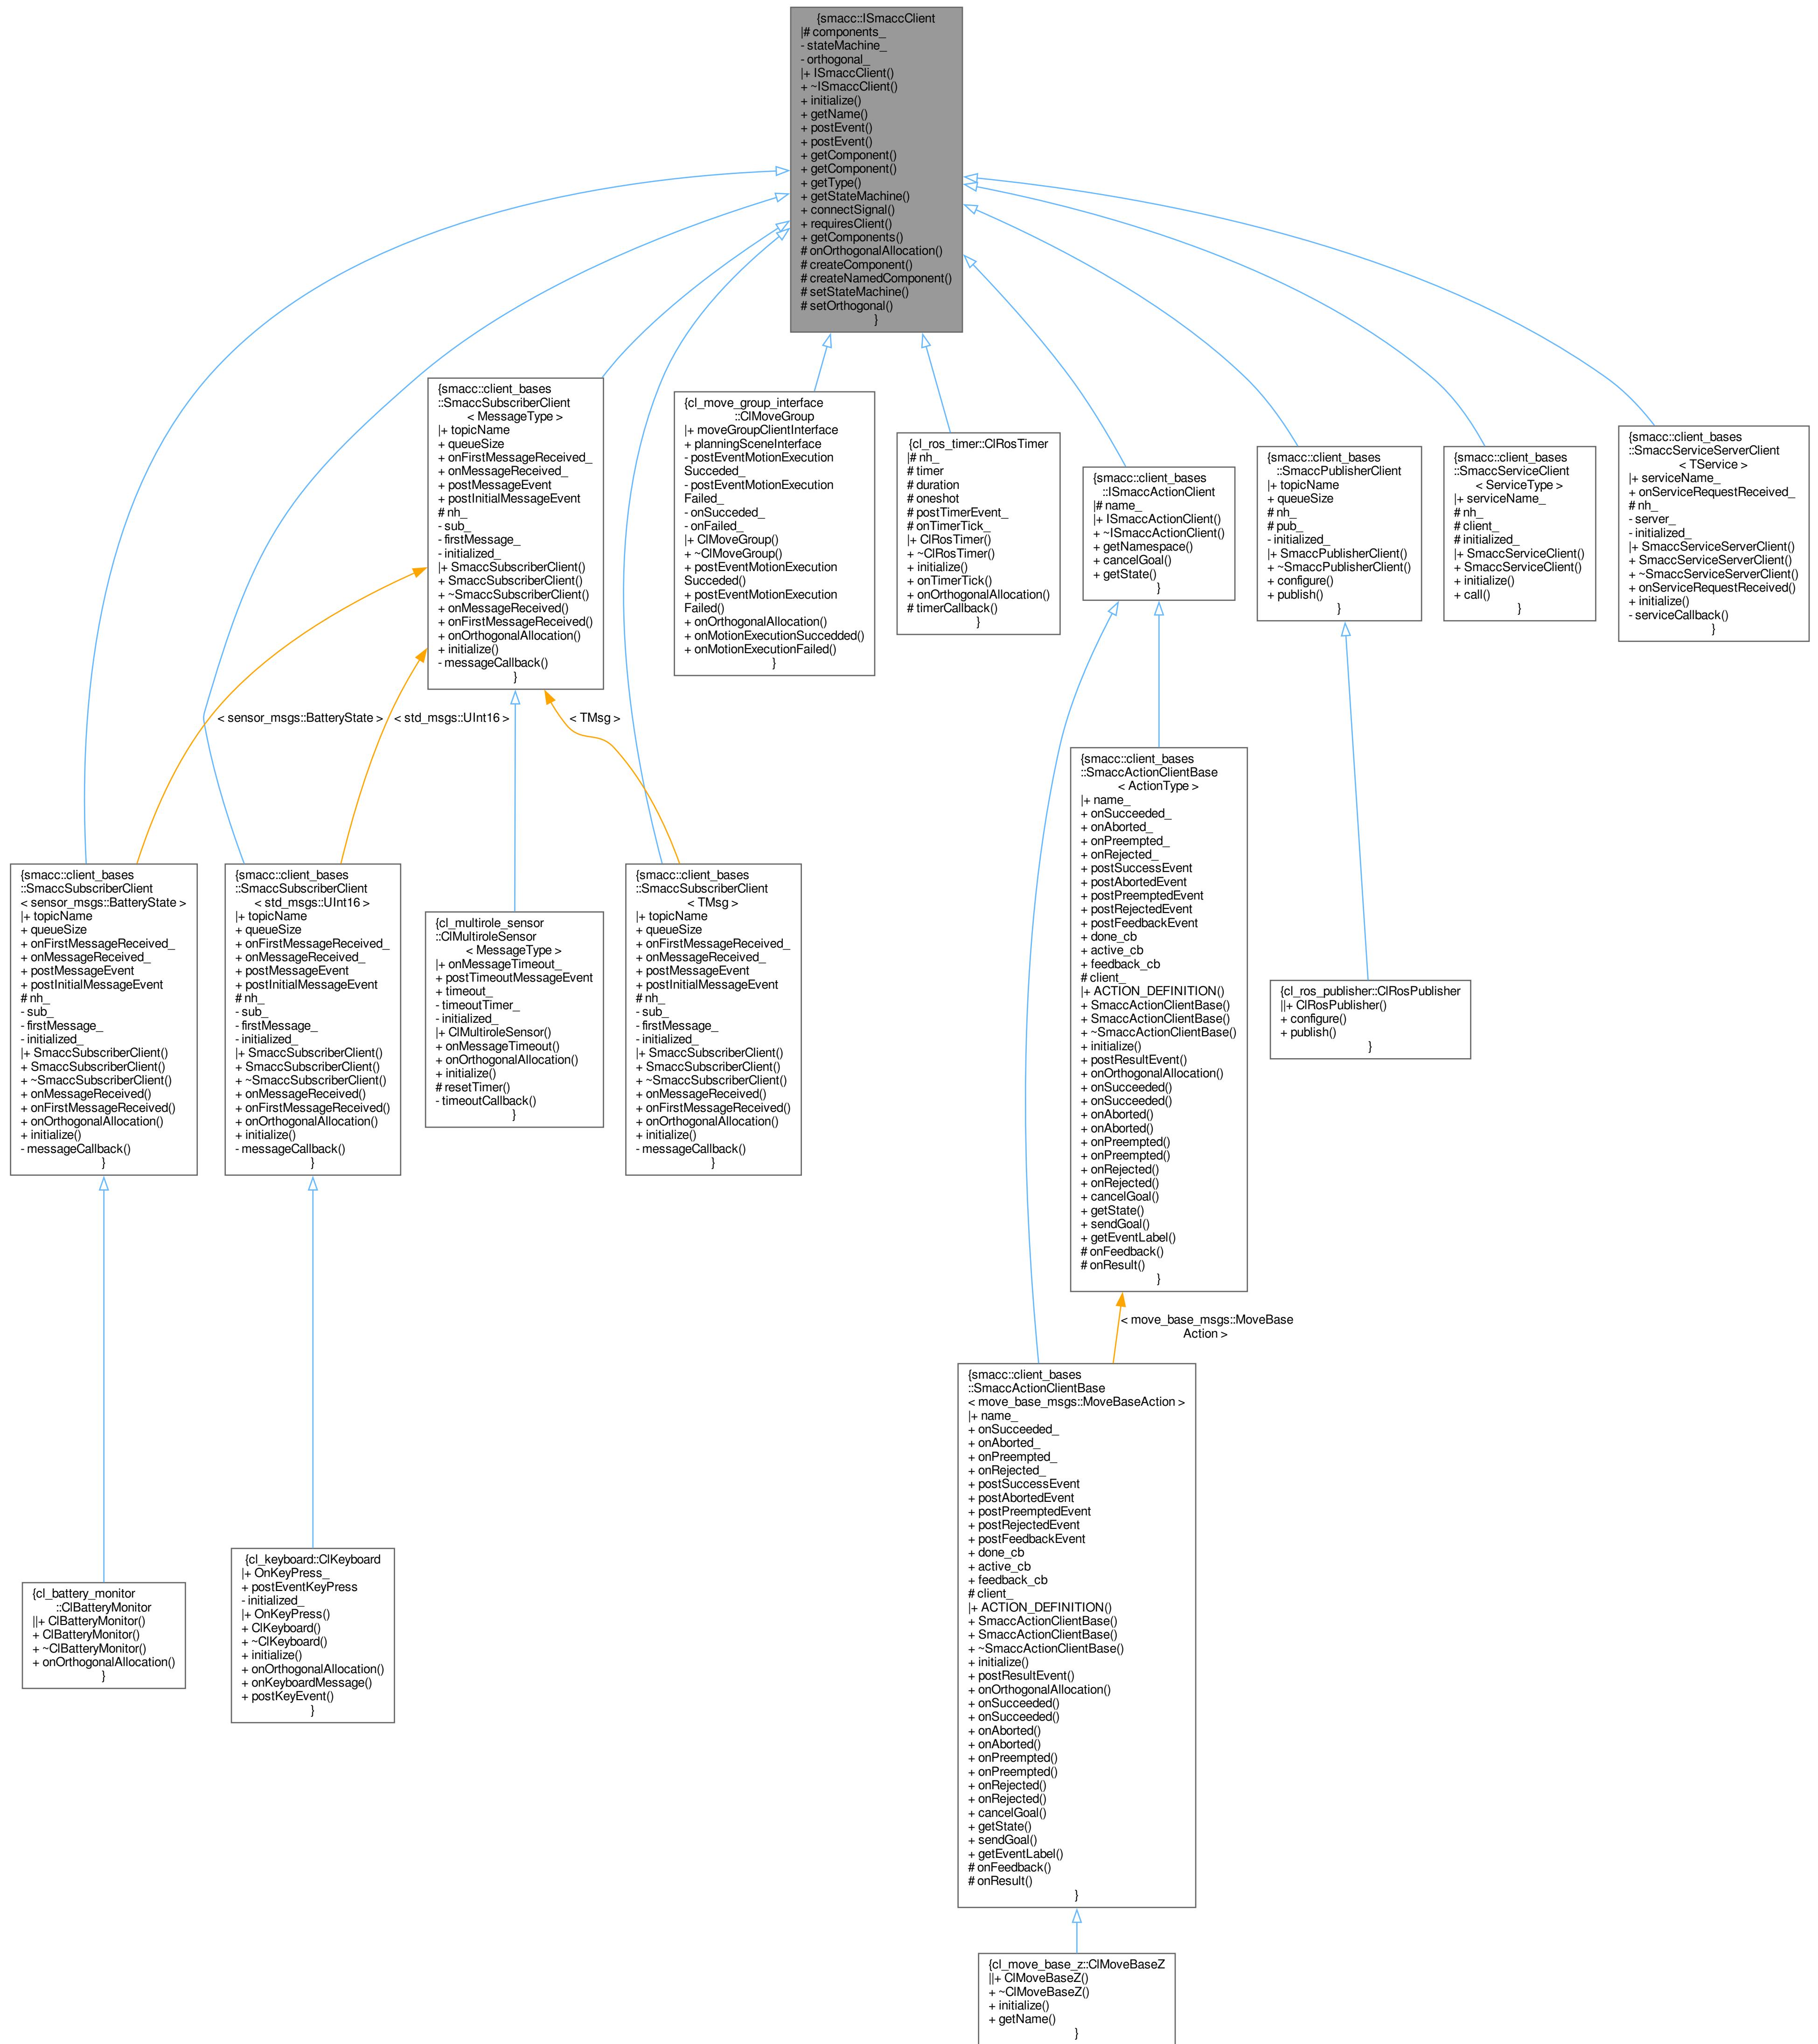 {smacc::ISmaccClient
|# components_
- stateMachine_
- orthogonal_
|+ ISmaccClient()
+ ~ISmaccClient()
+ initialize()
+ getName()
+ postEvent()
+ postEvent()
+ getComponent()
+ getComponent()
+ getType()
+ getStateMachine()
+ connectSignal()
+ requiresClient()
+ getComponents()
# onOrthogonalAllocation()
# createComponent()
# createNamedComponent()
# setStateMachine()
# setOrthogonal()
}
{smacc::client_bases
::SmaccSubscriberClient
< MessageType >
|+ topicName
+ queueSize
+ onFirstMessageReceived_
+ onMessageReceived_
+ postMessageEvent
+ postInitialMessageEvent
# nh_
- sub_
- firstMessage_
- initialized_
|+ SmaccSubscriberClient()
+ SmaccSubscriberClient()
+ ~SmaccSubscriberClient()
+ onMessageReceived()
+ onFirstMessageReceived()
+ onOrthogonalAllocation()
+ initialize()
- messageCallback()
}
{cl_move_group_interface
::ClMoveGroup
|+ moveGroupClientInterface
+ planningSceneInterface
- postEventMotionExecution
Succeded_
- postEventMotionExecution
Failed_
- onSucceded_
- onFailed_
|+ ClMoveGroup()
+ ~ClMoveGroup()
+ postEventMotionExecution
Succeded()
+ postEventMotionExecution
Failed()
+ onOrthogonalAllocation()
+ onMotionExecutionSuccedded()
+ onMotionExecutionFailed()
}
{cl_ros_timer::ClRosTimer
|# nh_
# timer
# duration
# oneshot
# postTimerEvent_
# onTimerTick_
|+ ClRosTimer()
+ ~ClRosTimer()
+ initialize()
+ onTimerTick()
+ onOrthogonalAllocation()
# timerCallback()
}
{smacc::client_bases
::ISmaccActionClient
|# name_
|+ ISmaccActionClient()
+ ~ISmaccActionClient()
+ getNamespace()
+ cancelGoal()
+ getState()
}
{smacc::client_bases
::SmaccPublisherClient
|+ topicName
+ queueSize
# nh_
# pub_
- initialized_
|+ SmaccPublisherClient()
+ ~SmaccPublisherClient()
+ configure()
+ publish()
}
{smacc::client_bases
::SmaccServiceClient
< ServiceType >
|+ serviceName_
# nh_
# client_
# initialized_
|+ SmaccServiceClient()
+ SmaccServiceClient()
+ initialize()
+ call()
}
{smacc::client_bases
::SmaccServiceServerClient
< TService >
|+ serviceName_
+ onServiceRequestReceived_
# nh_
- server_
- initialized_
|+ SmaccServiceServerClient()
+ SmaccServiceServerClient()
+ ~SmaccServiceServerClient()
+ onServiceRequestReceived()
+ initialize()
- serviceCallback()
}
< sensor_msgs::BatteryState >
< std_msgs::UInt16 >
< TMsg >
{smacc::client_bases
::SmaccSubscriberClient
< sensor_msgs::BatteryState >
|+ topicName
+ queueSize
+ onFirstMessageReceived_
+ onMessageReceived_
+ postMessageEvent
+ postInitialMessageEvent
# nh_
- sub_
- firstMessage_
- initialized_
|+ SmaccSubscriberClient()
+ SmaccSubscriberClient()
+ ~SmaccSubscriberClient()
+ onMessageReceived()
+ onFirstMessageReceived()
+ onOrthogonalAllocation()
+ initialize()
- messageCallback()
}
{smacc::client_bases
::SmaccSubscriberClient
< std_msgs::UInt16 >
|+ topicName
+ queueSize
+ onFirstMessageReceived_
+ onMessageReceived_
+ postMessageEvent
+ postInitialMessageEvent
# nh_
- sub_
- firstMessage_
- initialized_
|+ SmaccSubscriberClient()
+ SmaccSubscriberClient()
+ ~SmaccSubscriberClient()
+ onMessageReceived()
+ onFirstMessageReceived()
+ onOrthogonalAllocation()
+ initialize()
- messageCallback()
}
{cl_multirole_sensor
::ClMultiroleSensor
< MessageType >
|+ onMessageTimeout_
+ postTimeoutMessageEvent
+ timeout_
- timeoutTimer_
- initialized_
|+ ClMultiroleSensor()
+ onMessageTimeout()
+ onOrthogonalAllocation()
+ initialize()
# resetTimer()
- timeoutCallback()
}
{smacc::client_bases
::SmaccSubscriberClient
< TMsg >
|+ topicName
+ queueSize
+ onFirstMessageReceived_
+ onMessageReceived_
+ postMessageEvent
+ postInitialMessageEvent
# nh_
- sub_
- firstMessage_
- initialized_
|+ SmaccSubscriberClient()
+ SmaccSubscriberClient()
+ ~SmaccSubscriberClient()
+ onMessageReceived()
+ onFirstMessageReceived()
+ onOrthogonalAllocation()
+ initialize()
- messageCallback()
}
{smacc::client_bases
::SmaccActionClientBase
< ActionType >
|+ name_
+ onSucceeded_
+ onAborted_
+ onPreempted_
+ onRejected_
+ postSuccessEvent
+ postAbortedEvent
+ postPreemptedEvent
+ postRejectedEvent
+ postFeedbackEvent
+ done_cb
+ active_cb
+ feedback_cb
# client_
|+ ACTION_DEFINITION()
+ SmaccActionClientBase()
+ SmaccActionClientBase()
+ ~SmaccActionClientBase()
+ initialize()
+ postResultEvent()
+ onOrthogonalAllocation()
+ onSucceeded()
+ onSucceeded()
+ onAborted()
+ onAborted()
+ onPreempted()
+ onPreempted()
+ onRejected()
+ onRejected()
+ cancelGoal()
+ getState()
+ sendGoal()
+ getEventLabel()
# onFeedback()
# onResult()
}
{cl_ros_publisher::ClRosPublisher
||+ ClRosPublisher()
+ configure()
+ publish()
}
< move_base_msgs::MoveBase
Action >
{smacc::client_bases
::SmaccActionClientBase
< move_base_msgs::MoveBaseAction >
|+ name_
+ onSucceeded_
+ onAborted_
+ onPreempted_
+ onRejected_
+ postSuccessEvent
+ postAbortedEvent
+ postPreemptedEvent
+ postRejectedEvent
+ postFeedbackEvent
+ done_cb
+ active_cb
+ feedback_cb
# client_
|+ ACTION_DEFINITION()
+ SmaccActionClientBase()
+ SmaccActionClientBase()
+ ~SmaccActionClientBase()
+ initialize()
+ postResultEvent()
+ onOrthogonalAllocation()
+ onSucceeded()
+ onSucceeded()
+ onAborted()
+ onAborted()
+ onPreempted()
+ onPreempted()
+ onRejected()
+ onRejected()
+ cancelGoal()
+ getState()
+ sendGoal()
+ getEventLabel()
# onFeedback()
# onResult()
}
{cl_battery_monitor
::ClBatteryMonitor
||+ ClBatteryMonitor()
+ ClBatteryMonitor()
+ ~ClBatteryMonitor()
+ onOrthogonalAllocation()
}
{cl_keyboard::ClKeyboard
|+ OnKeyPress_
+ postEventKeyPress
- initialized_
|+ OnKeyPress()
+ ClKeyboard()
+ ~ClKeyboard()
+ initialize()
+ onOrthogonalAllocation()
+ onKeyboardMessage()
+ postKeyEvent()
}
{cl_move_base_z::ClMoveBaseZ
||+ ClMoveBaseZ()
+ ~ClMoveBaseZ()
+ initialize()
+ getName()
}